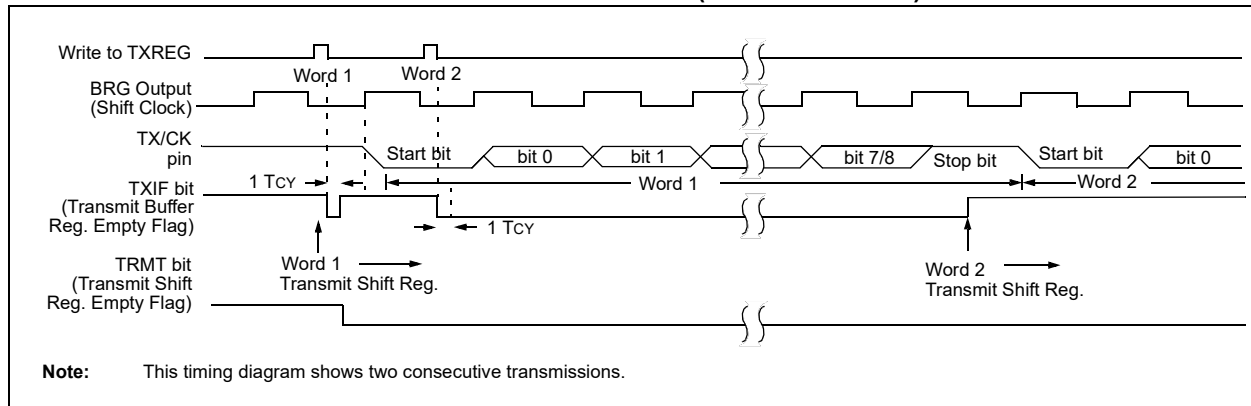 Write to TXREG
Word 1
Word 2
BRG Output
(Shift Clock)
TX/CK
pin
Start bit
bit 0
bit 1
bit 7/8
Stop bit
Start bit
bit 0
1 TCY
Word 1
Word 2
TXIF bit
(Transmit Buffer
Reg. Empty Flag)
1 TCY
Word 1
Transmit Shift Reg.
Word 2
Transmit Shift Reg.
TRMT bit
(Transmit Shift
Reg. Empty Flag)
Note: This timing diagram shows two consecutive transmissions.